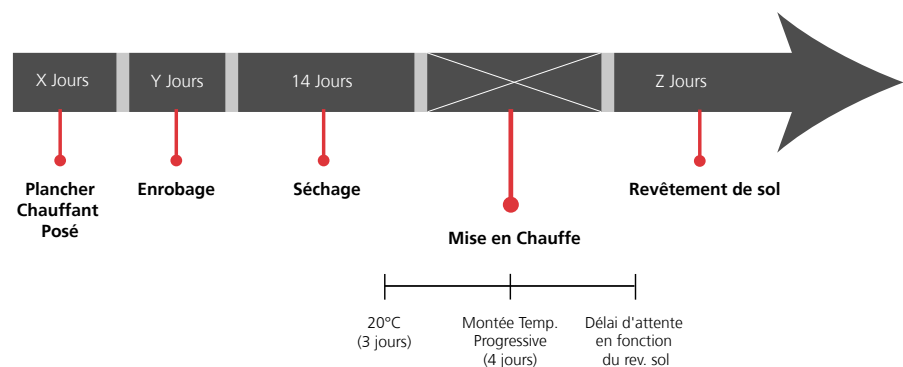 X Jours
Y Jours
14 Jours
Z Jours
Plancher
Chauffant
Posé
Enrobage
Séchage
Revêtement de sol
Mise en Chauffe
20°C
(3 jours)
Montée Temp.
Progressive
(4 jours)
Délai d'attente
en fonction
du rev. sol